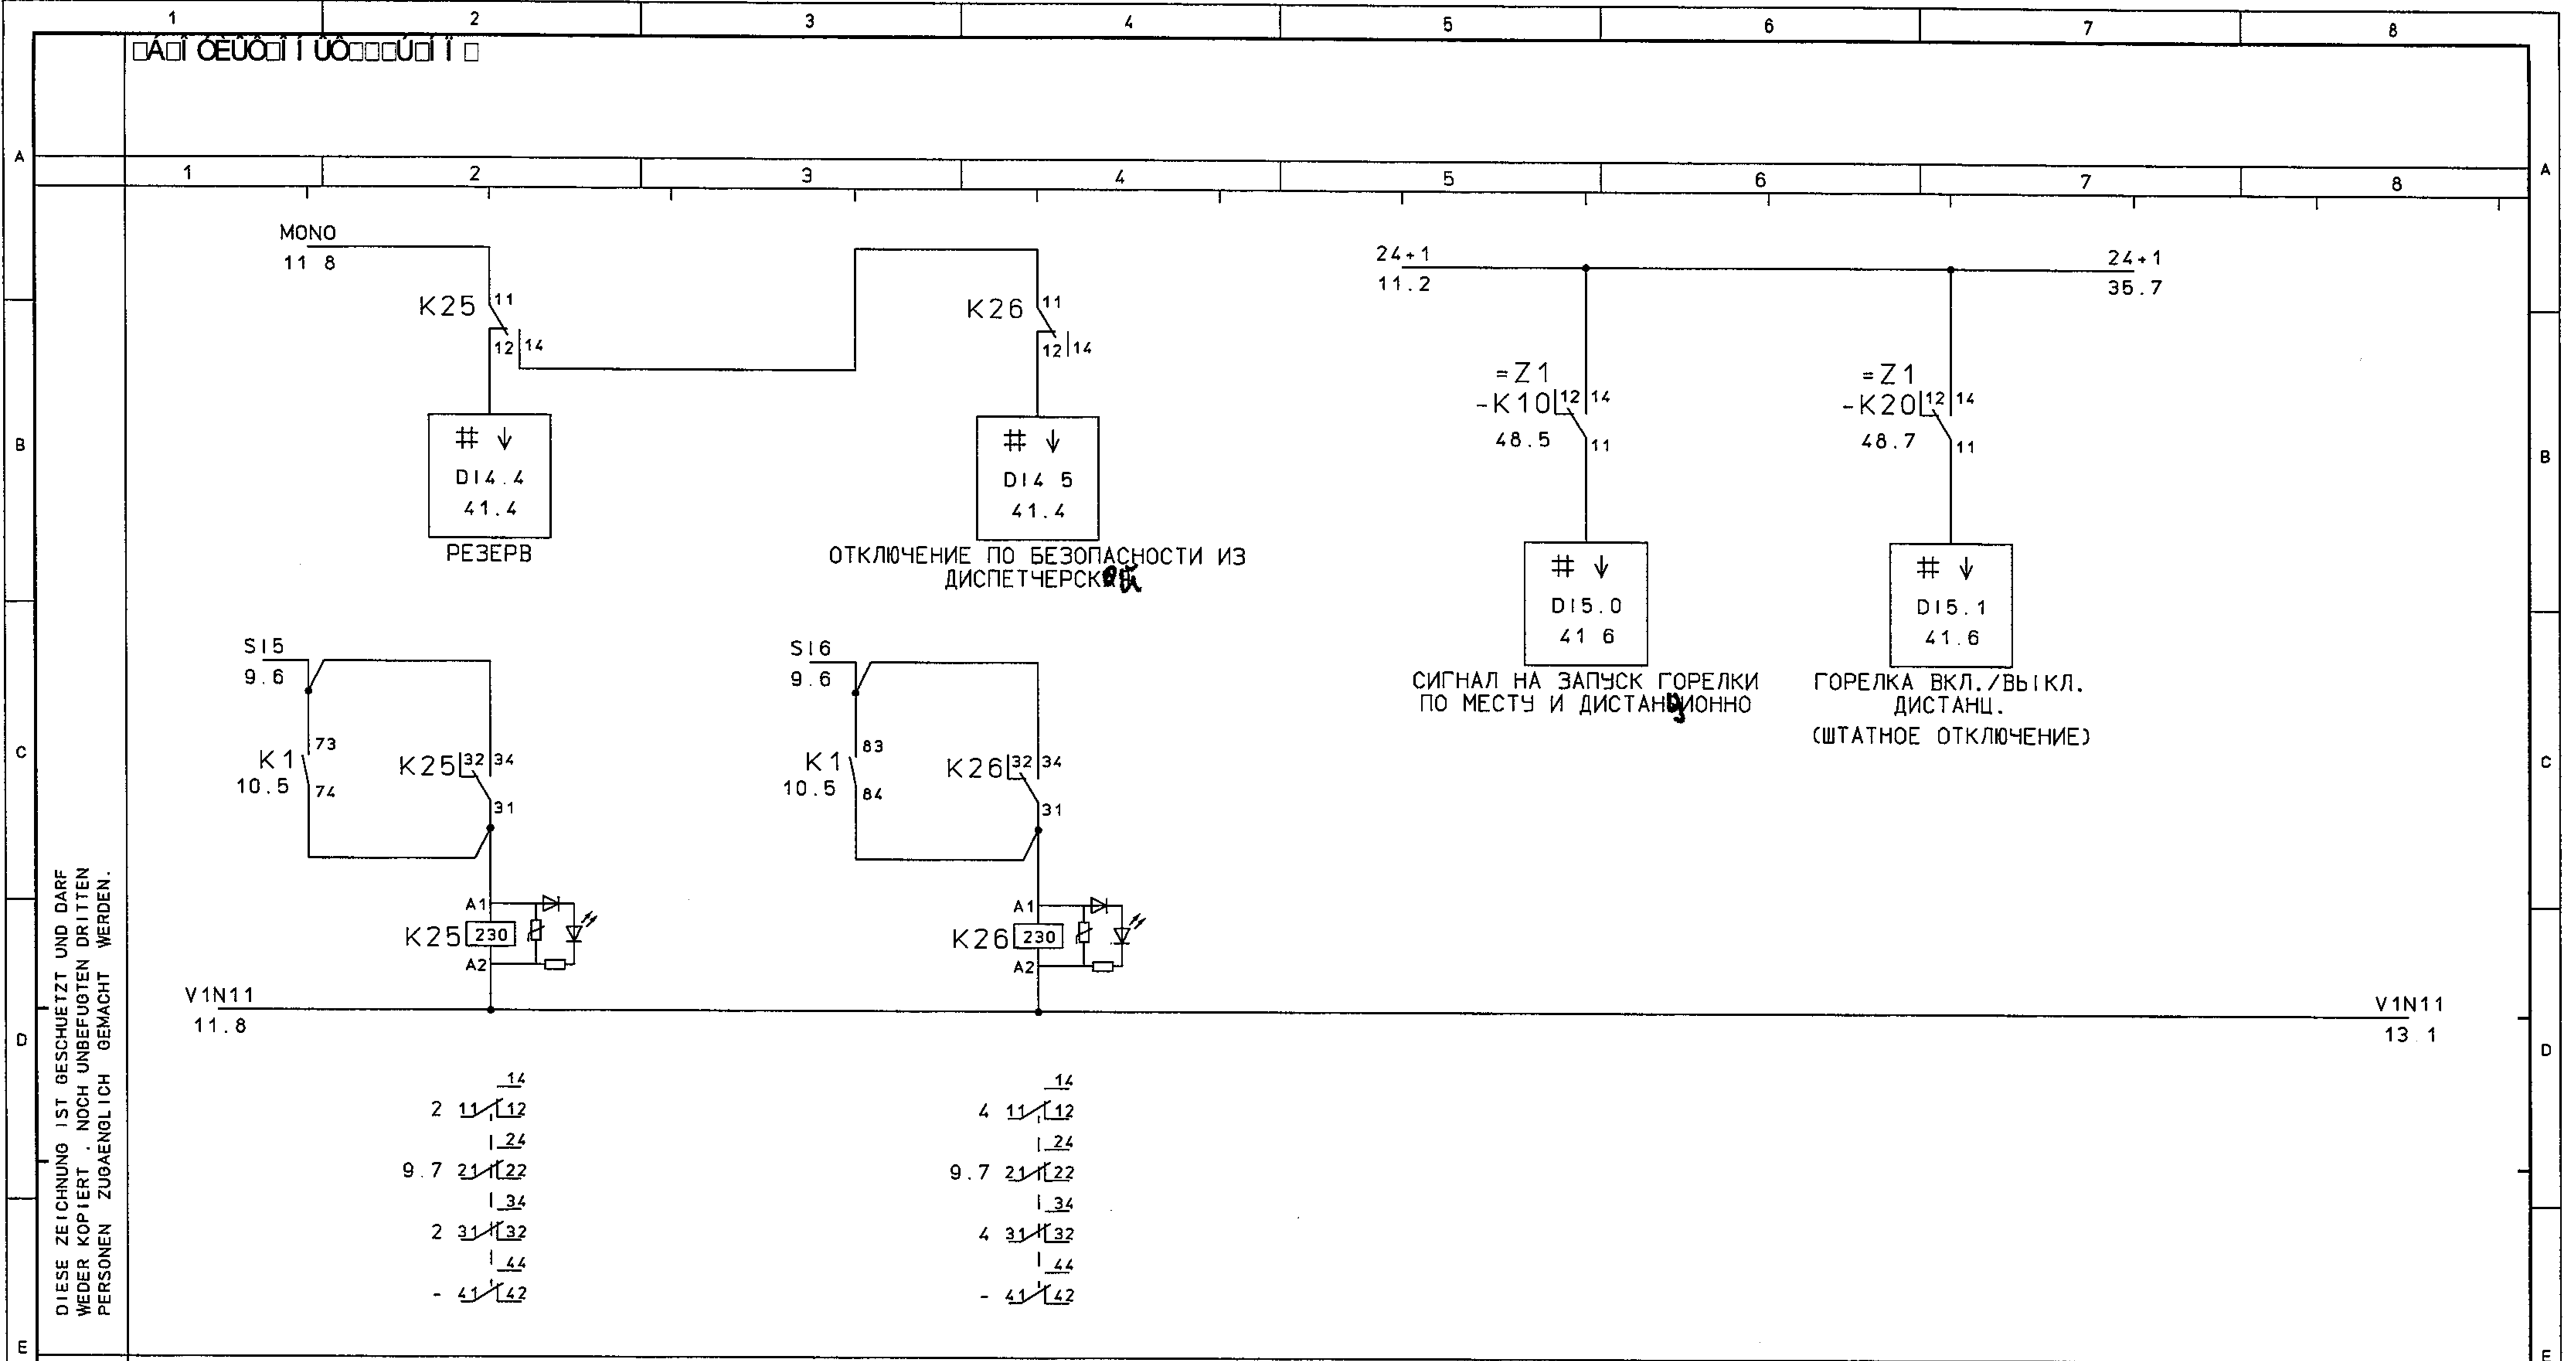 1 2 3 4 5 6 7 8
1 2 3 4 5 6 7 8
A A
B B
C C
D D
E E
MONO
11 8
K25 11
12 14
# ↓
DI4.4
41.4
РЕЗЕРВ
K26 11
12 14
# ↓
DI4 5
41.4
ОТКЛЮЧЕНИЕ ПО БЕЗОПАСНОСТИ ИЗ
ДИСПЕТЧЕРСКОЙ
24+1
11.2
24+1
35.7
=Z1
-K10 12 14
48.5 11
# ↓
DI5.0
41 6
СИГНАЛ НА ЗАПУСК ГОРЕЛКИ
ПО МЕСТУ И ДИСТАНЦИОННО
=Z1
-K20 12 14
48.7 11
# ↓
DI5.1
41.6
ГОРЕЛКА ВКЛ./ВЫКЛ.
ДИСТАНЦ.
(ШТАТНОЕ ОТКЛЮЧЕНИЕ)
SI5
9.6
73
K1
10.5 74
K25 32 34
31
A1
K25 230
A2
SI6
9.6
83
K1
10.5 84
K26 32 34
31
A1
K26 230
A2
V1N11
11.8
V1N11
13 1
14
2 11 12
24
9.7 21 22
34
2 31 32
44
- 41 42
14
4 11 12
24
9.7 21 22
34
4 31 32
44
- 41 42
DIESE ZEICHNUNG IST GESCHUETZT UND DARF
WEDER KOPIERT . NOCH UNBEFUGTEN DRITTEN
PERSONEN ZUGAENGLICH GEMACHT WERDEN.